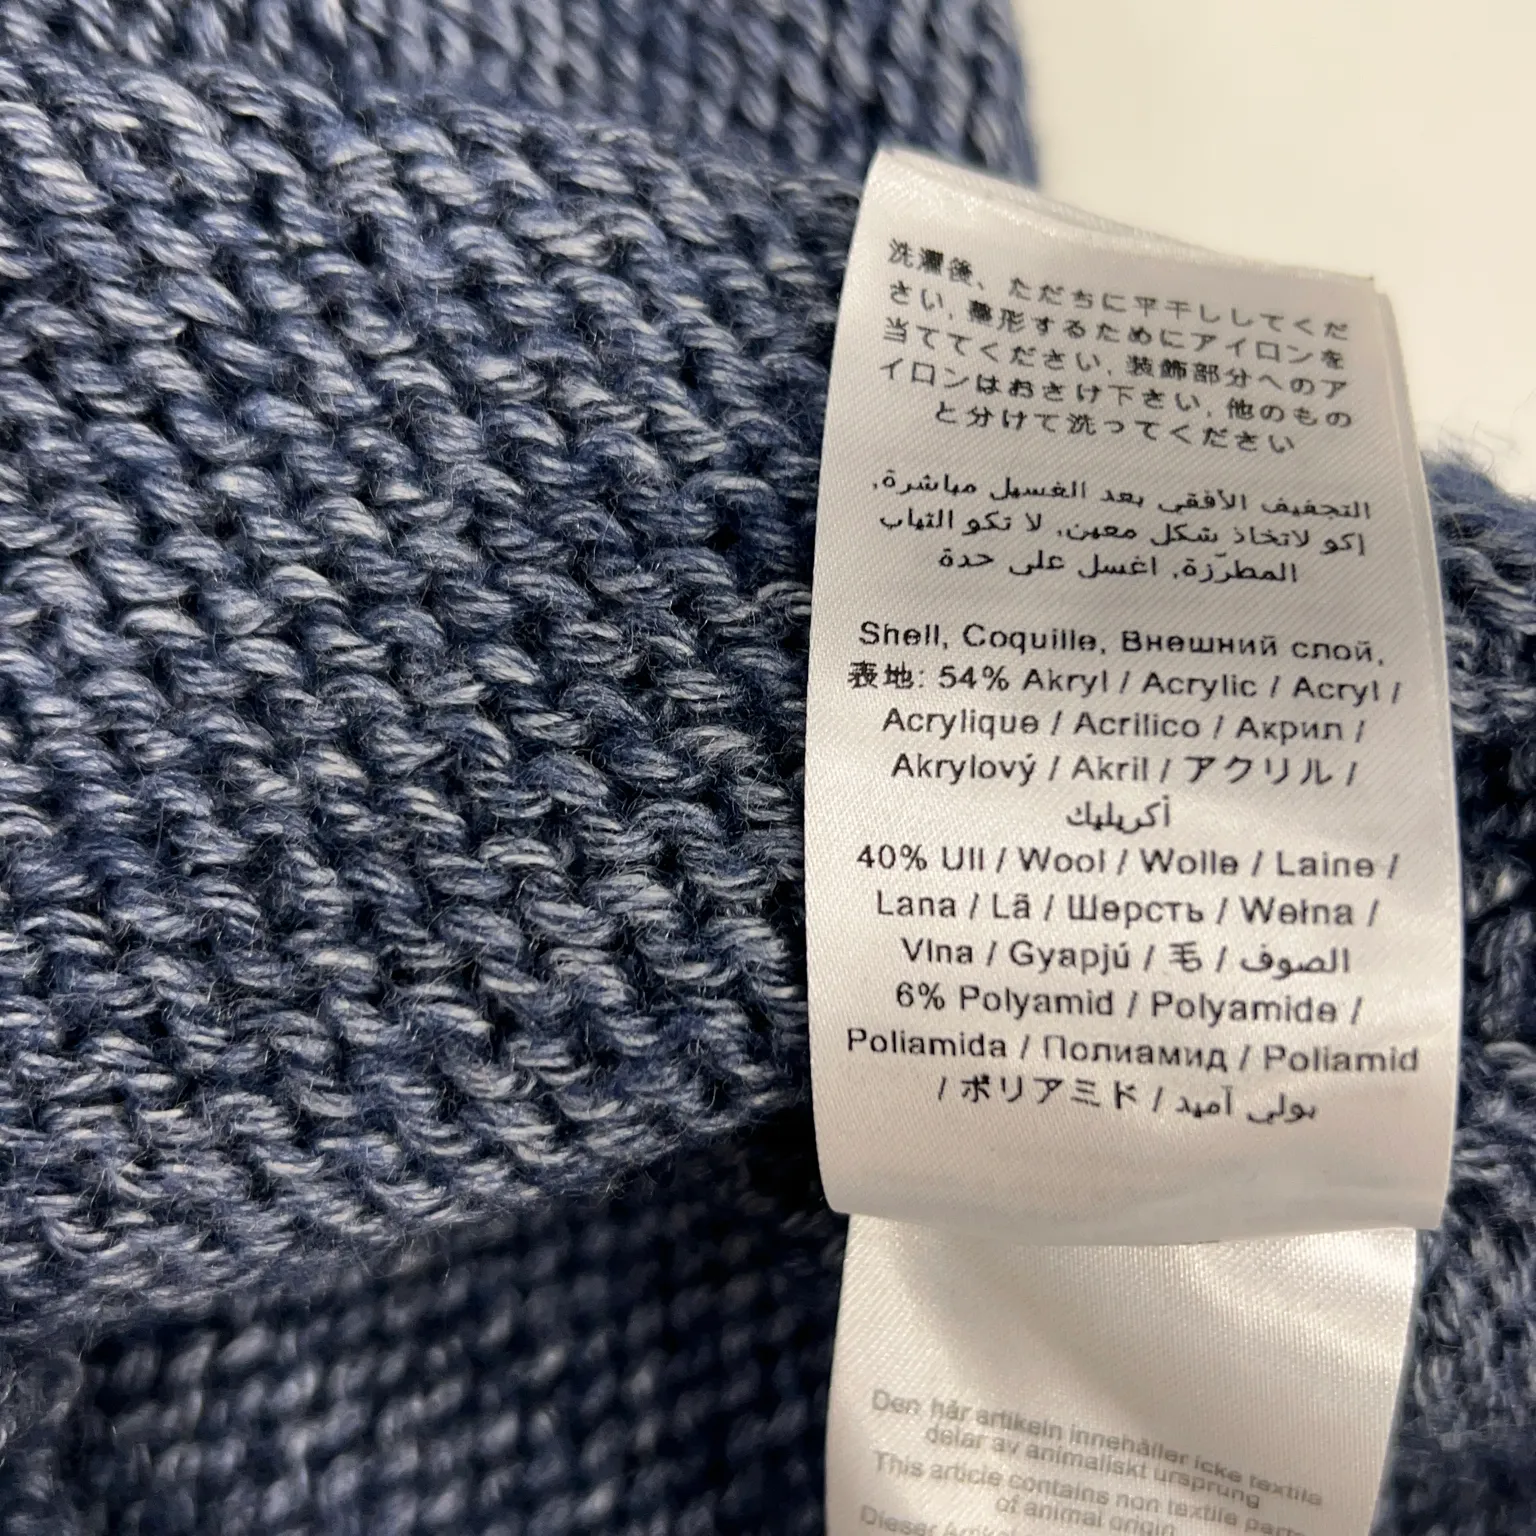 洗濯後、ただちに平干ししてくだ
さい, 整形するためにアイロンを
当ててください, 装飾部分へのア
イロンはおさけ下さい, 他のもの
と分けて洗ってください
التجفيف الأفقي بعد الغسيل مباشرة,
إكو لاتخاذ شكل معين, لا تكو الثياب
المطرّزة, اغسل على حدة
Shell, Coquille, Внешний слой,
表地: 54% Akryl / Acrylic / Acryl /
Acrylique / Acrilico / Акрил /
Akrylový / Akril / アクリル /
أكريليك
40% Ull / Wool / Wolle / Laine /
Lana / Lã / Шерсть / Wełna /
Vlna / Gyapjú / 毛 / الصوف
6% Polyamid / Polyamide /
Poliamida / Полиамид / Poliamid
/ ポリアミド / بولي آميد
Den här artikeln innehåller icke textila
delar av animaliskt ursprung
This article contains non textile parts
of animal origin
Dieser